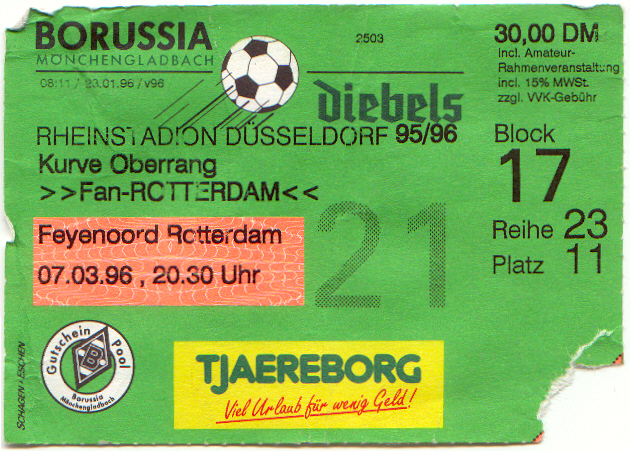 BORUSSIA
MÖNCHENGLADBACH
08:11 / 23.01.96 / v96
2503
30,00 DM
Incl. Amateur-
Rahmenveranstaltung
incl. 15% MWSt.
zzgl. VVK-Gebühr
Diebels
RHEINSTADION DÜSSELDORF 95/96
Kurve Oberrang
>>Fan-ROTTERDAM<<
Block
17
Reihe 23
Platz 11
Feyenoord Rotterdam
07.03.96 , 20.30 Uhr
21
Gutschein Pool
B
Borussia
Mönchengladbach
SCHAGEN + ESCHEN
TJAEREBORG
Viel Urlaub für wenig Geld!